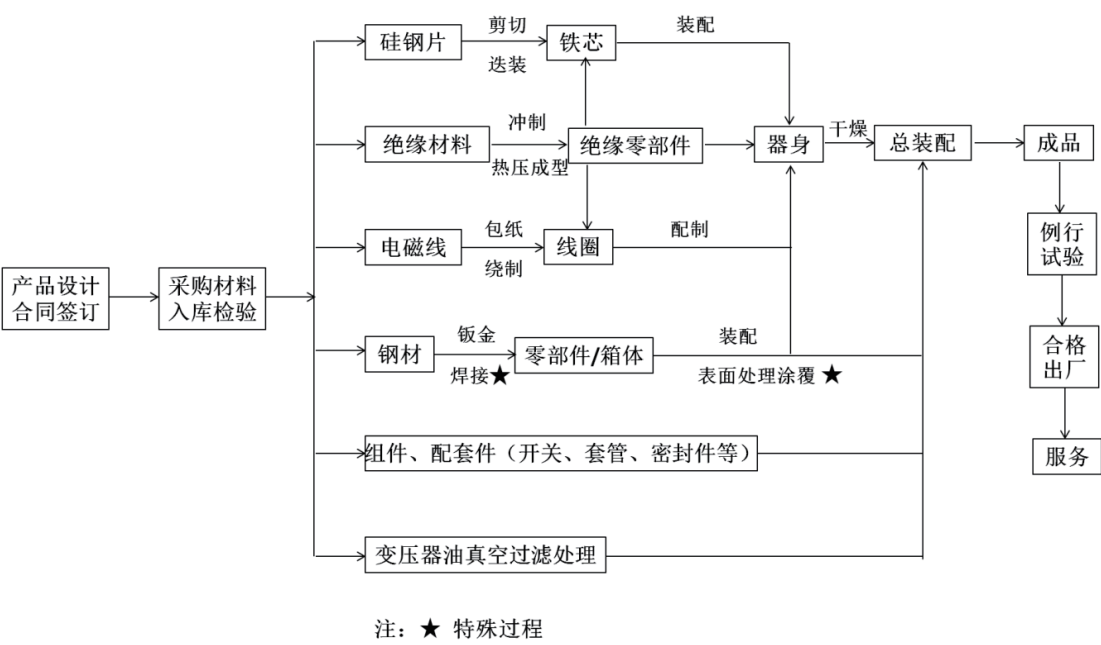 剪切
装配
硅钢片
铁芯
迭装
冲制
干燥
绝缘材料
绝缘零部件
器身
总装配
成品
热压成型
包纸
配制
例行
试验
电磁线
线圈
绕制
产品设计
合同签订
采购材料
入库检验
钣金
装配
合格
出厂
钢材
零部件/箱体
焊接★
表面处理涂覆 ★
组件、配套件（开关、套管、密封件等）
服务
变压器油真空过滤处理
注：★ 特殊过程